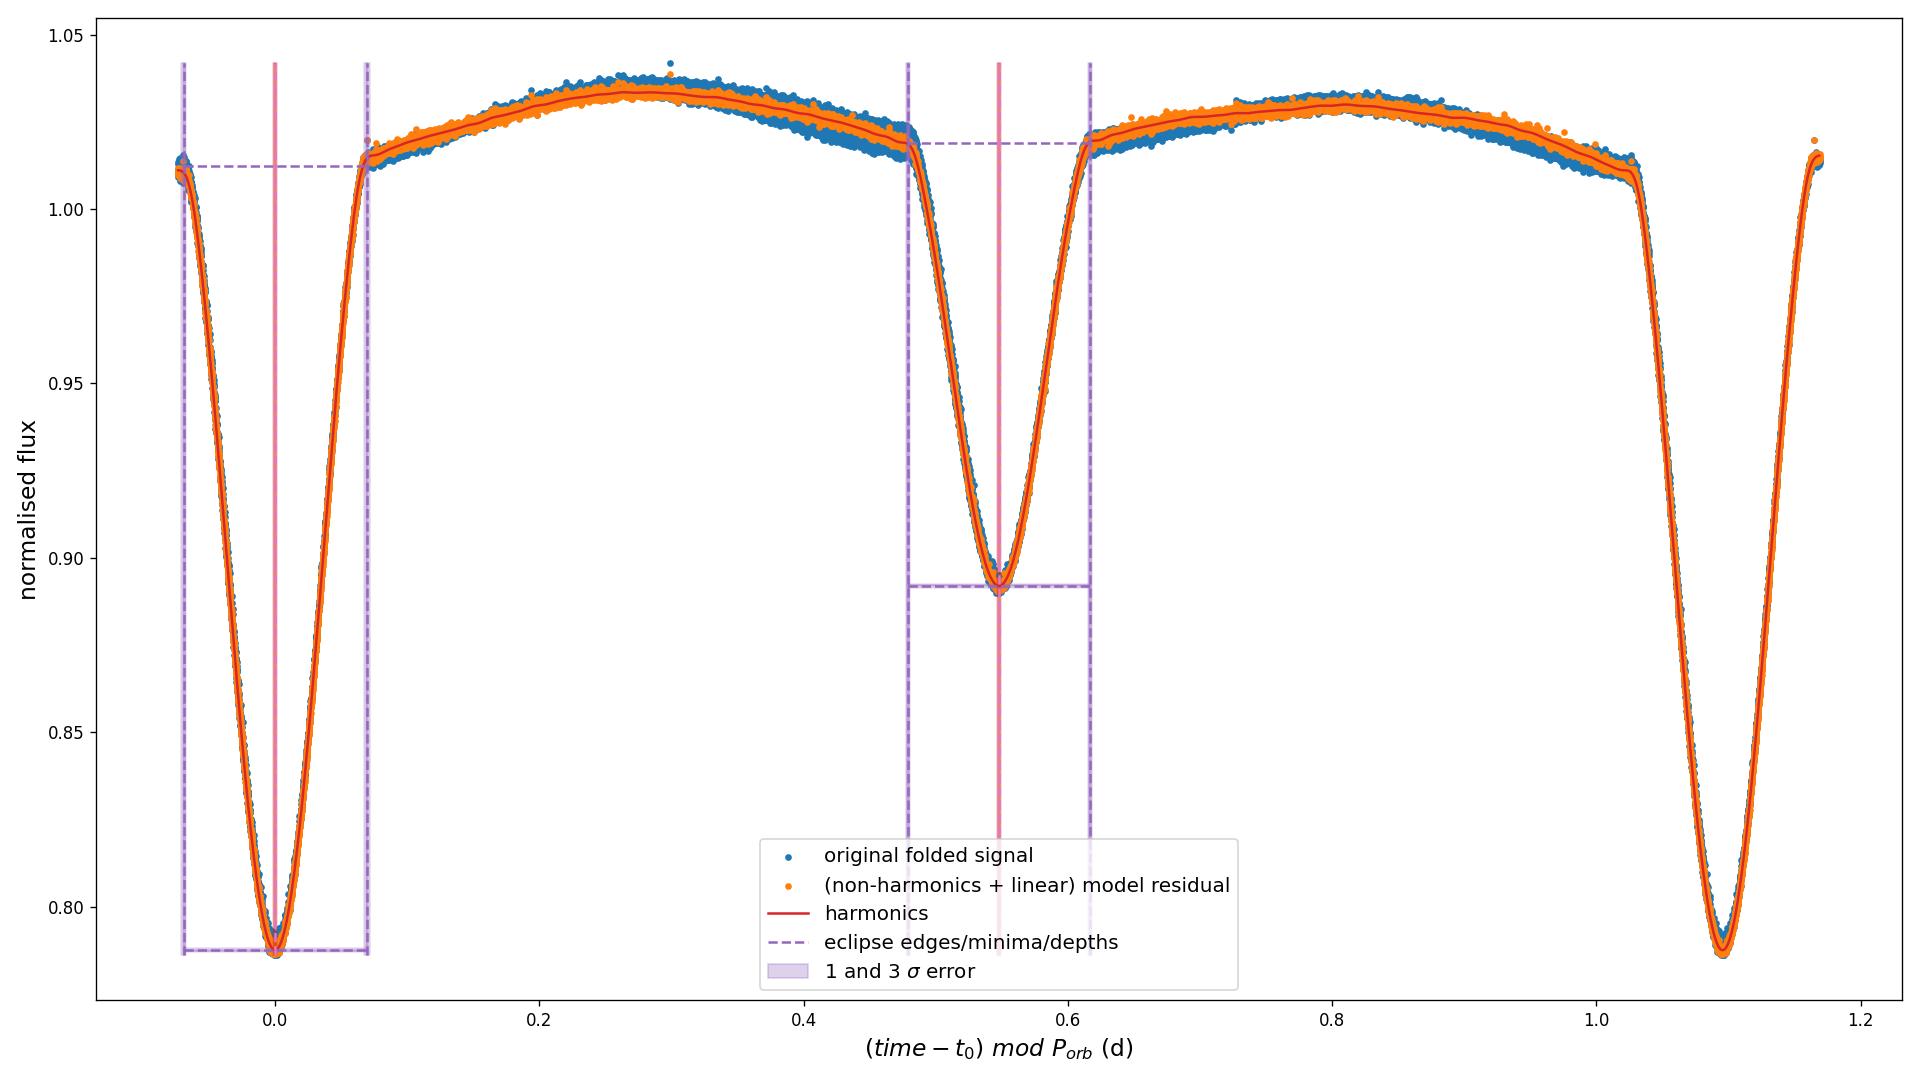 1.05
1.00
0.95
0.90
0.85
0.80
normalised flux
original folded signal
(non-harmonics + linear) model residual
harmonics
eclipse edges/minima/depths
1 and 3 σ error
0.0 0.2 0.4 0.6 0.8 1.0 1.2
(time − t₀) mod Pₒᵣᵦ (d)